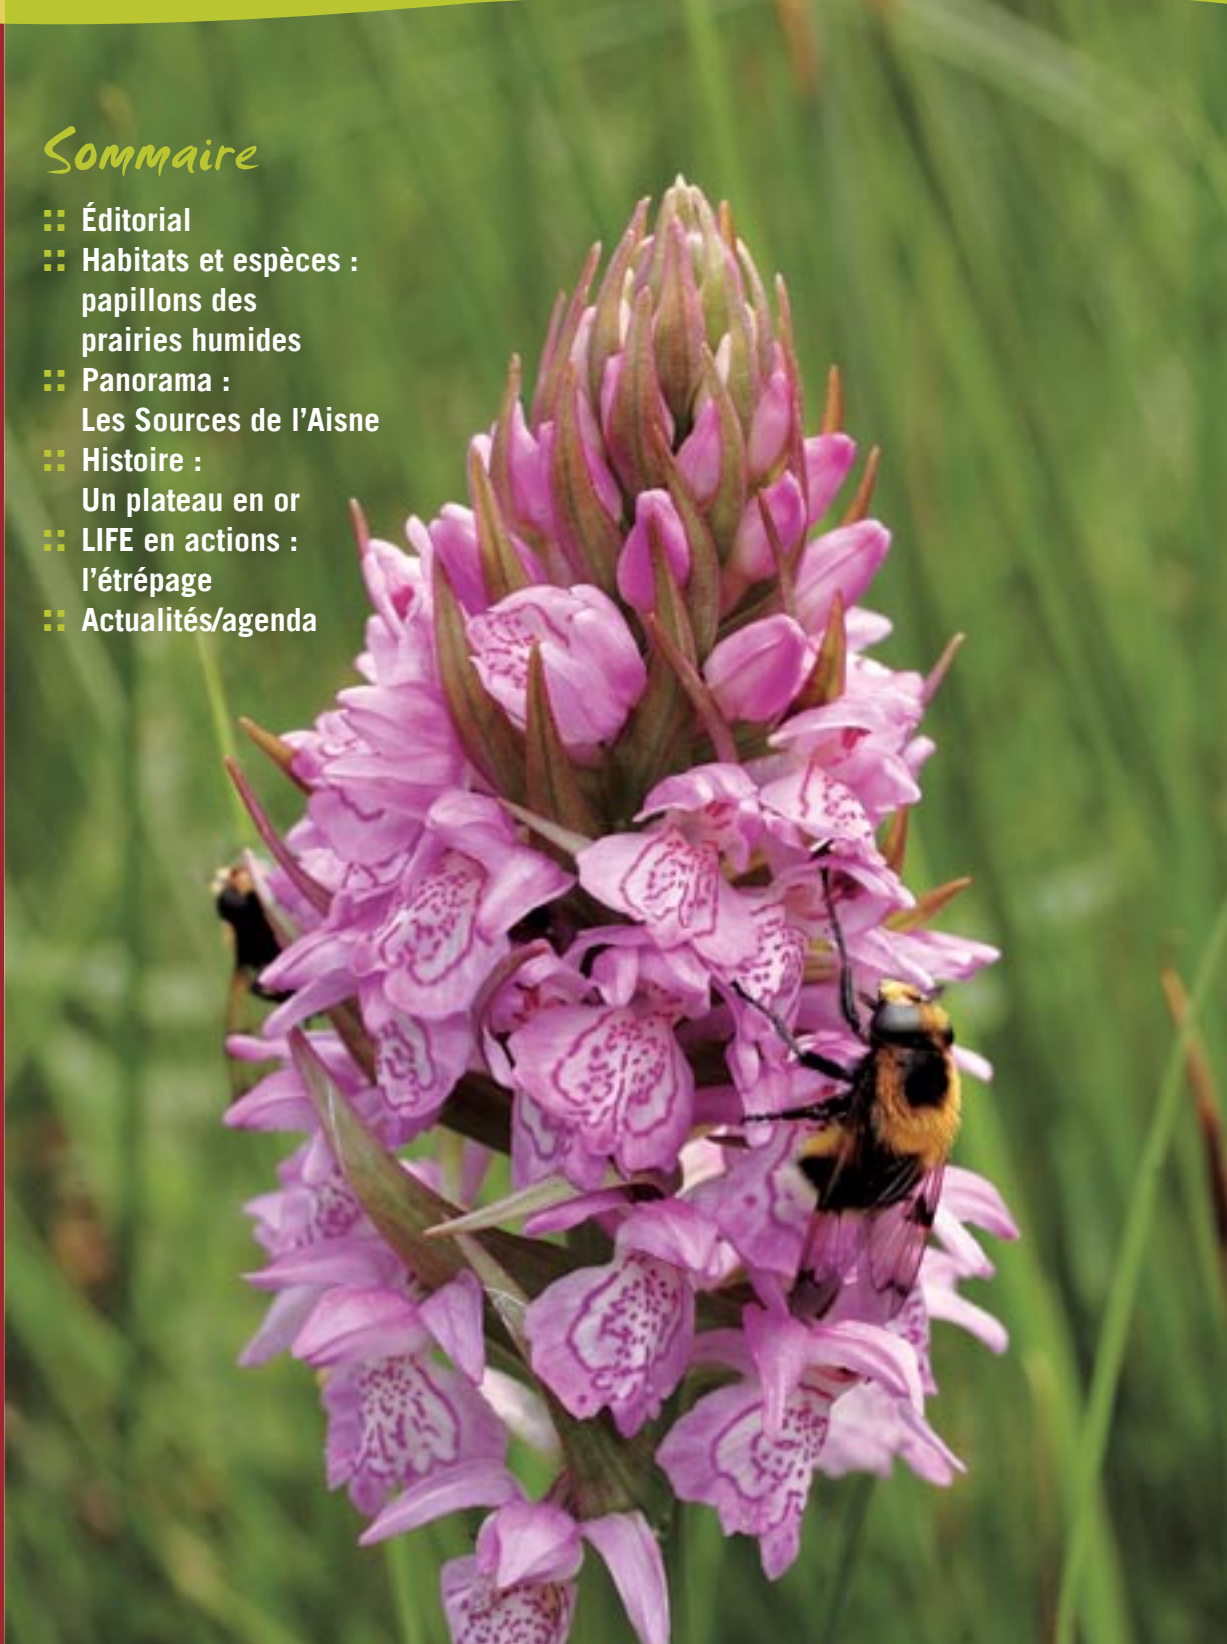 Sommaire
:: Éditorial
:: Habitats et espèces :
papillons des
prairies humides
:: Panorama :
Les Sources de l’Aisne
:: Histoire :
Un plateau en or
:: LIFE en actions :
l’étrépage
:: Actualités/agenda